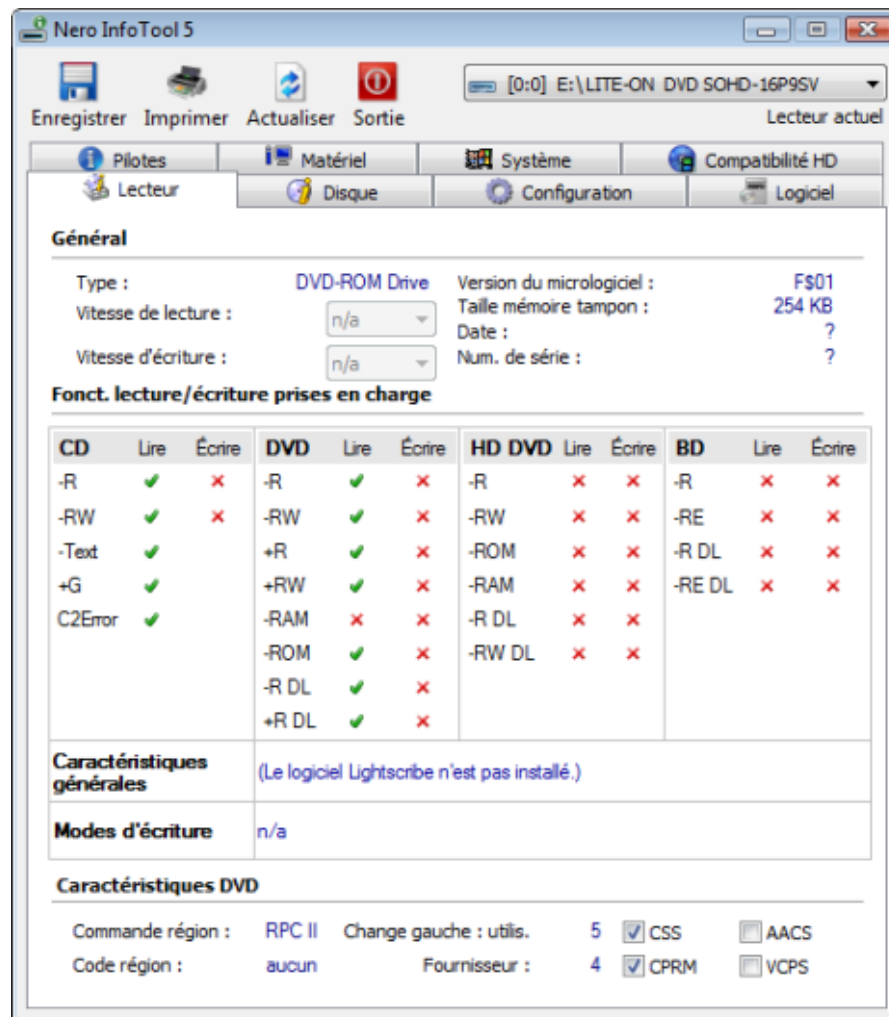 Nero InfoTool 5
[0:0] E:\LITE-ON DVD SOHD-16P9SV
Enregistrer Imprimer Actualiser Sortie Lecteur actuel
Pilotes Matériel Système Compatibilité HD
Lecteur Disque Configuration Logiciel
Général
Type : DVD-ROM Drive Version du micrologiciel : F$01
Vitesse de lecture : n/a Taille mémoire tampon : 254 KB
Date : ?
Vitesse d'écriture : n/a Num. de série : ?
Fonct. lecture/écriture prises en charge
CD Lire Écrire DVD Lire Écrire HD DVD Lire Écrire BD Lire Écrire
-R -R -R -R
-RW -RW -RW -RE
-Text +R -ROM -R DL
+G +RW -RAM -RE DL
C2Error -RAM -R DL
-ROM -RW DL
-R DL
+R DL
Caractéristiques
générales
(Le logiciel Lightscribe n'est pas installé.)
Modes d'écriture n/a
Caractéristiques DVD
Commande région : RPC II Change gauche : utilis. 5 CSS AACS
Code région : aucun Fournisseur : 4 CPRM VCPS